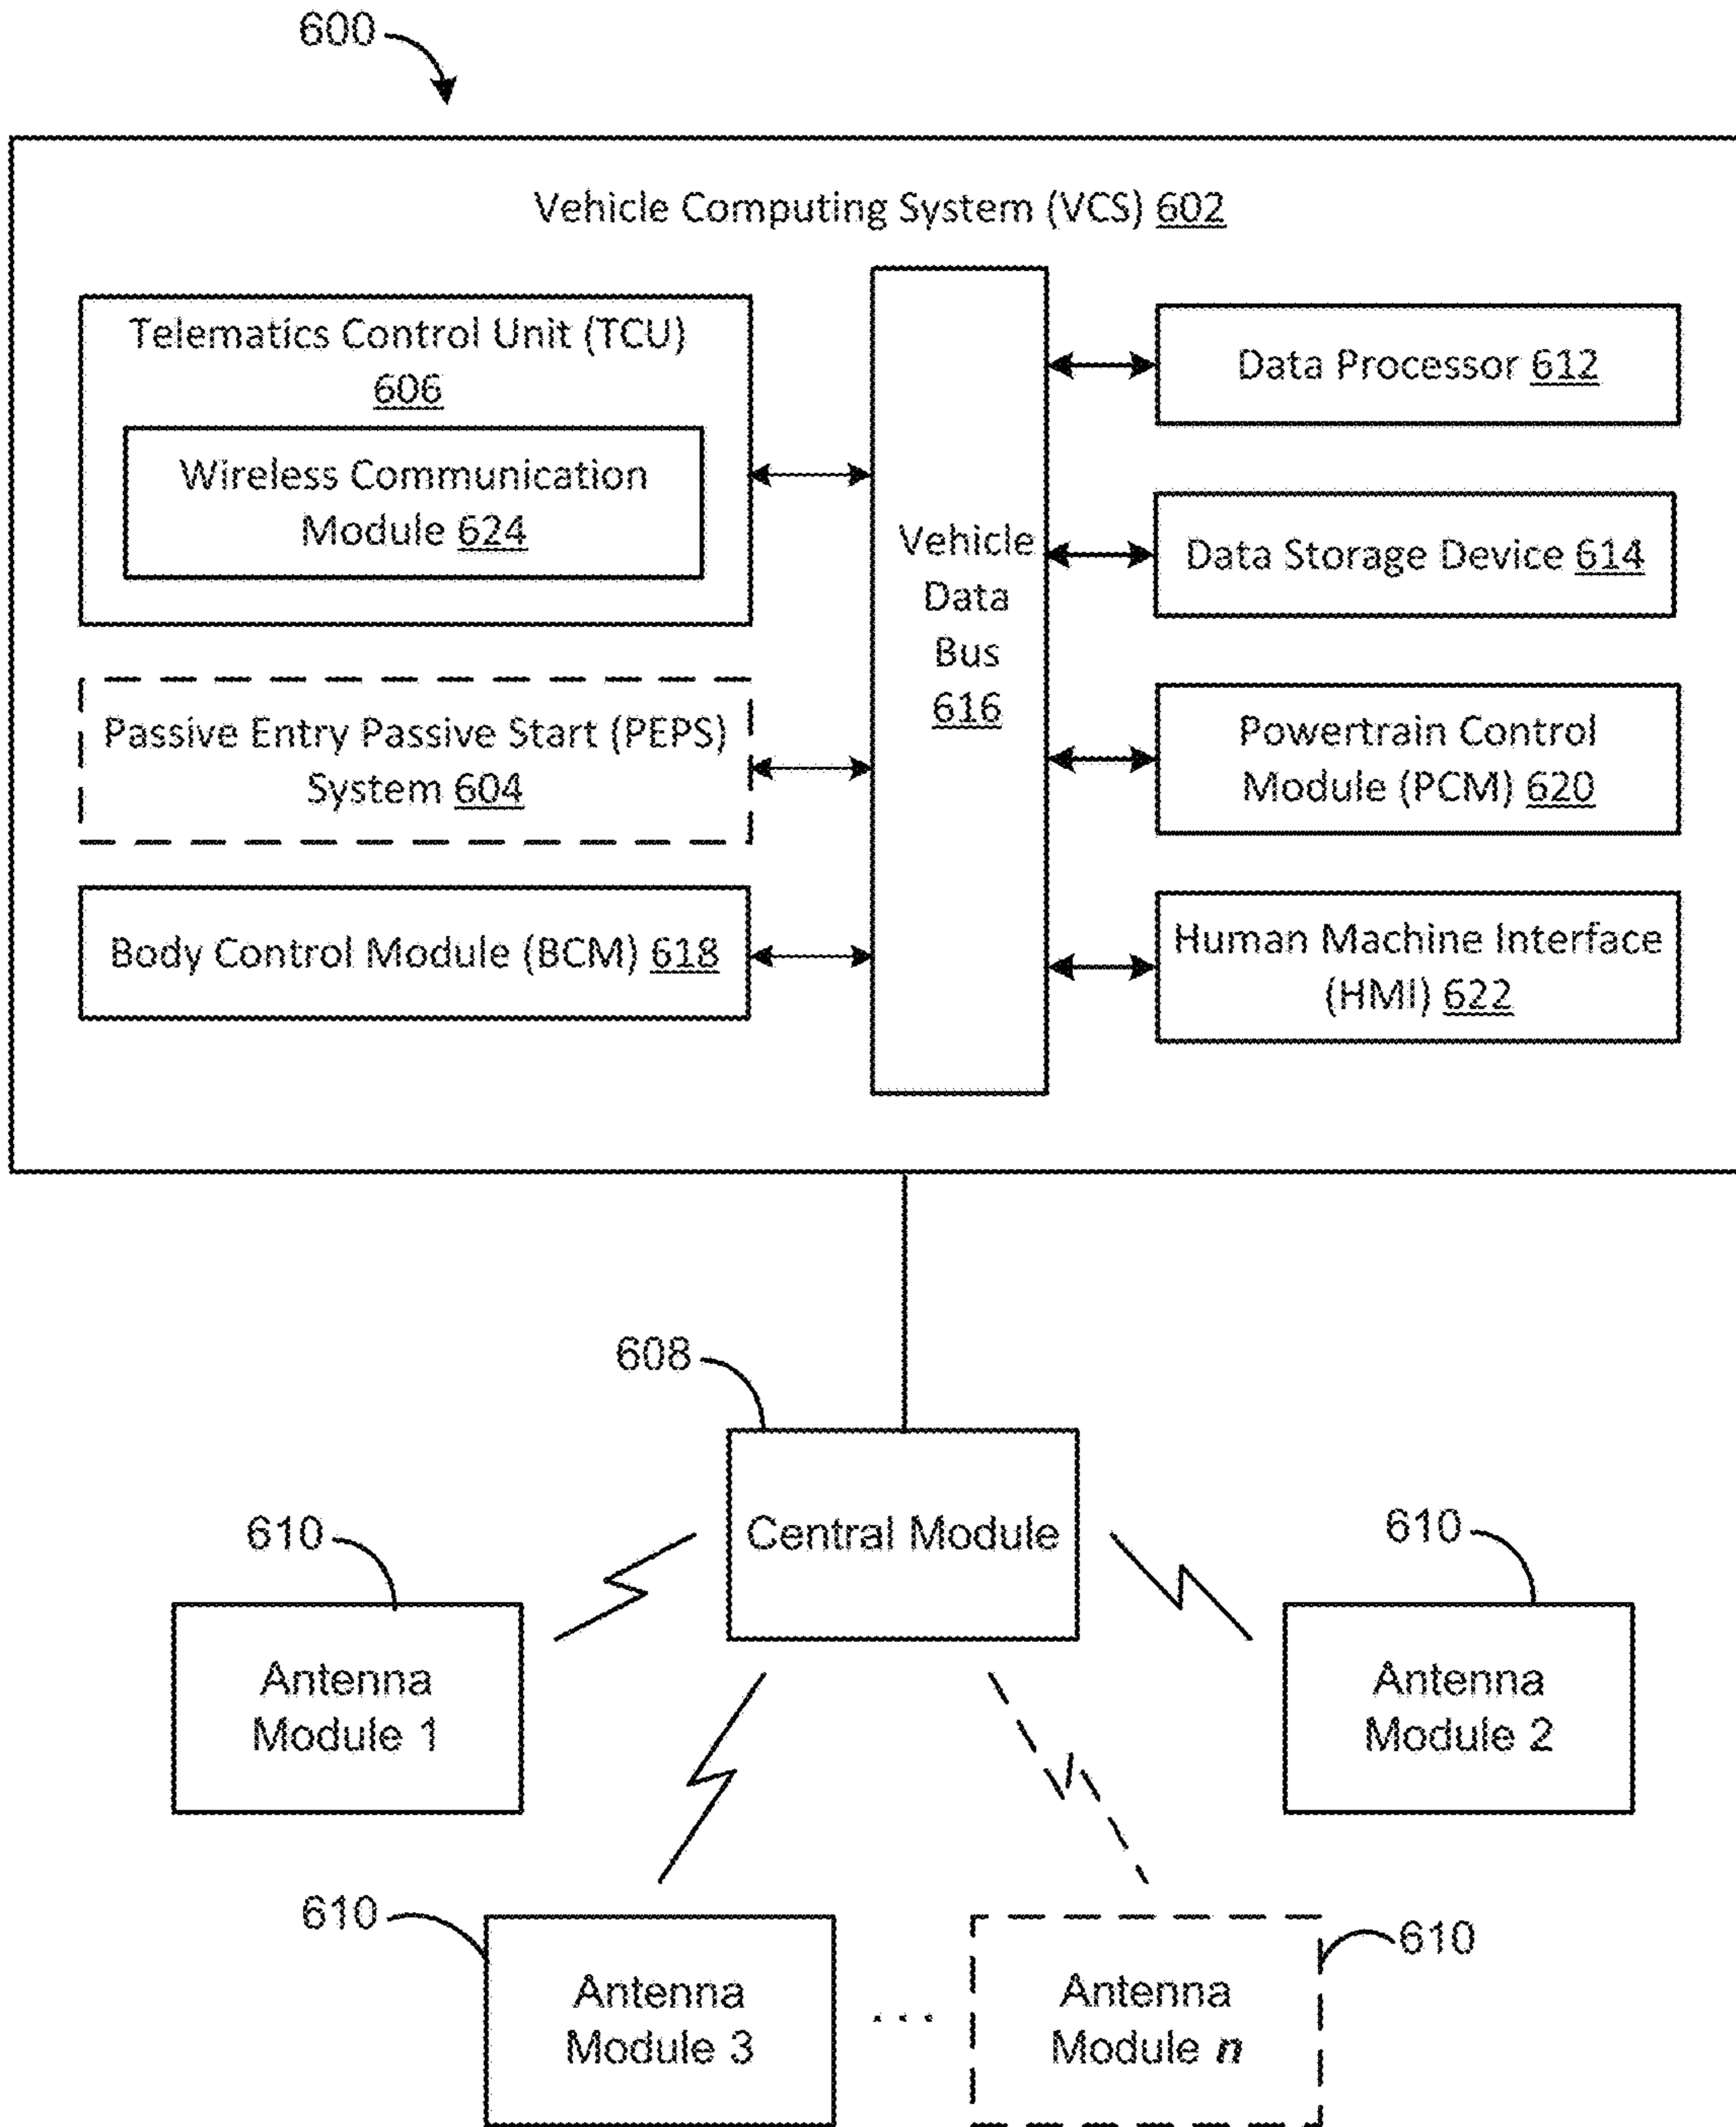 600
Vehicle Computing System (VCS) 602
Telematics Control Unit (TCU)
606
Wireless Communication
Module 624
Passive Entry Passive Start (PEPS)
System 604
Body Control Module (BCM) 618
Vehicle
Data
Bus
616
Data Processor 612
Data Storage Device 614
Powertrain Control
Module (PCM) 620
Human Machine Interface
(HMI) 622
608
Central Module
610
Antenna
Module 1
610
Antenna
Module 2
610
Antenna
Module 3
. . .
610
Antenna
Module n